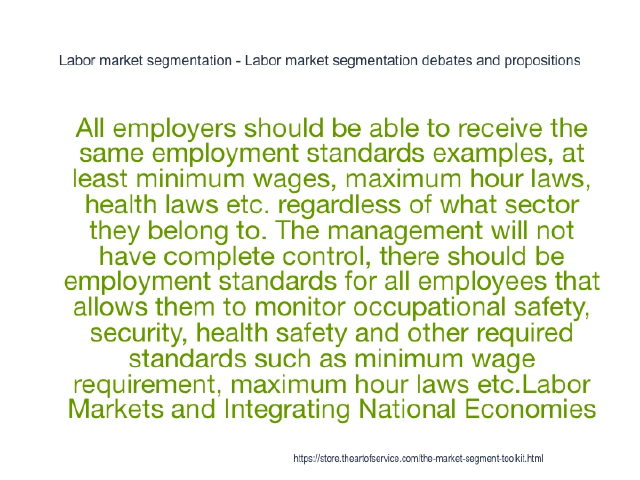 Labor market segmentation - Labor market segmentation debates and propositions
All employers should be able to receive the
same employment standards examples, at
least minimum wages, maximum hour laws,
health laws etc. regardless of what sector
they belong to. The management will not
have complete control, there should be
employment standards for all employees that
allows them to monitor occupational safety,
security, health safety and other required
standards such as minimum wage
requirement, maximum hour laws etc.Labor
Markets and Integrating National Economies
https://store.theartofservice.com/the-market-segment-toolkit.html